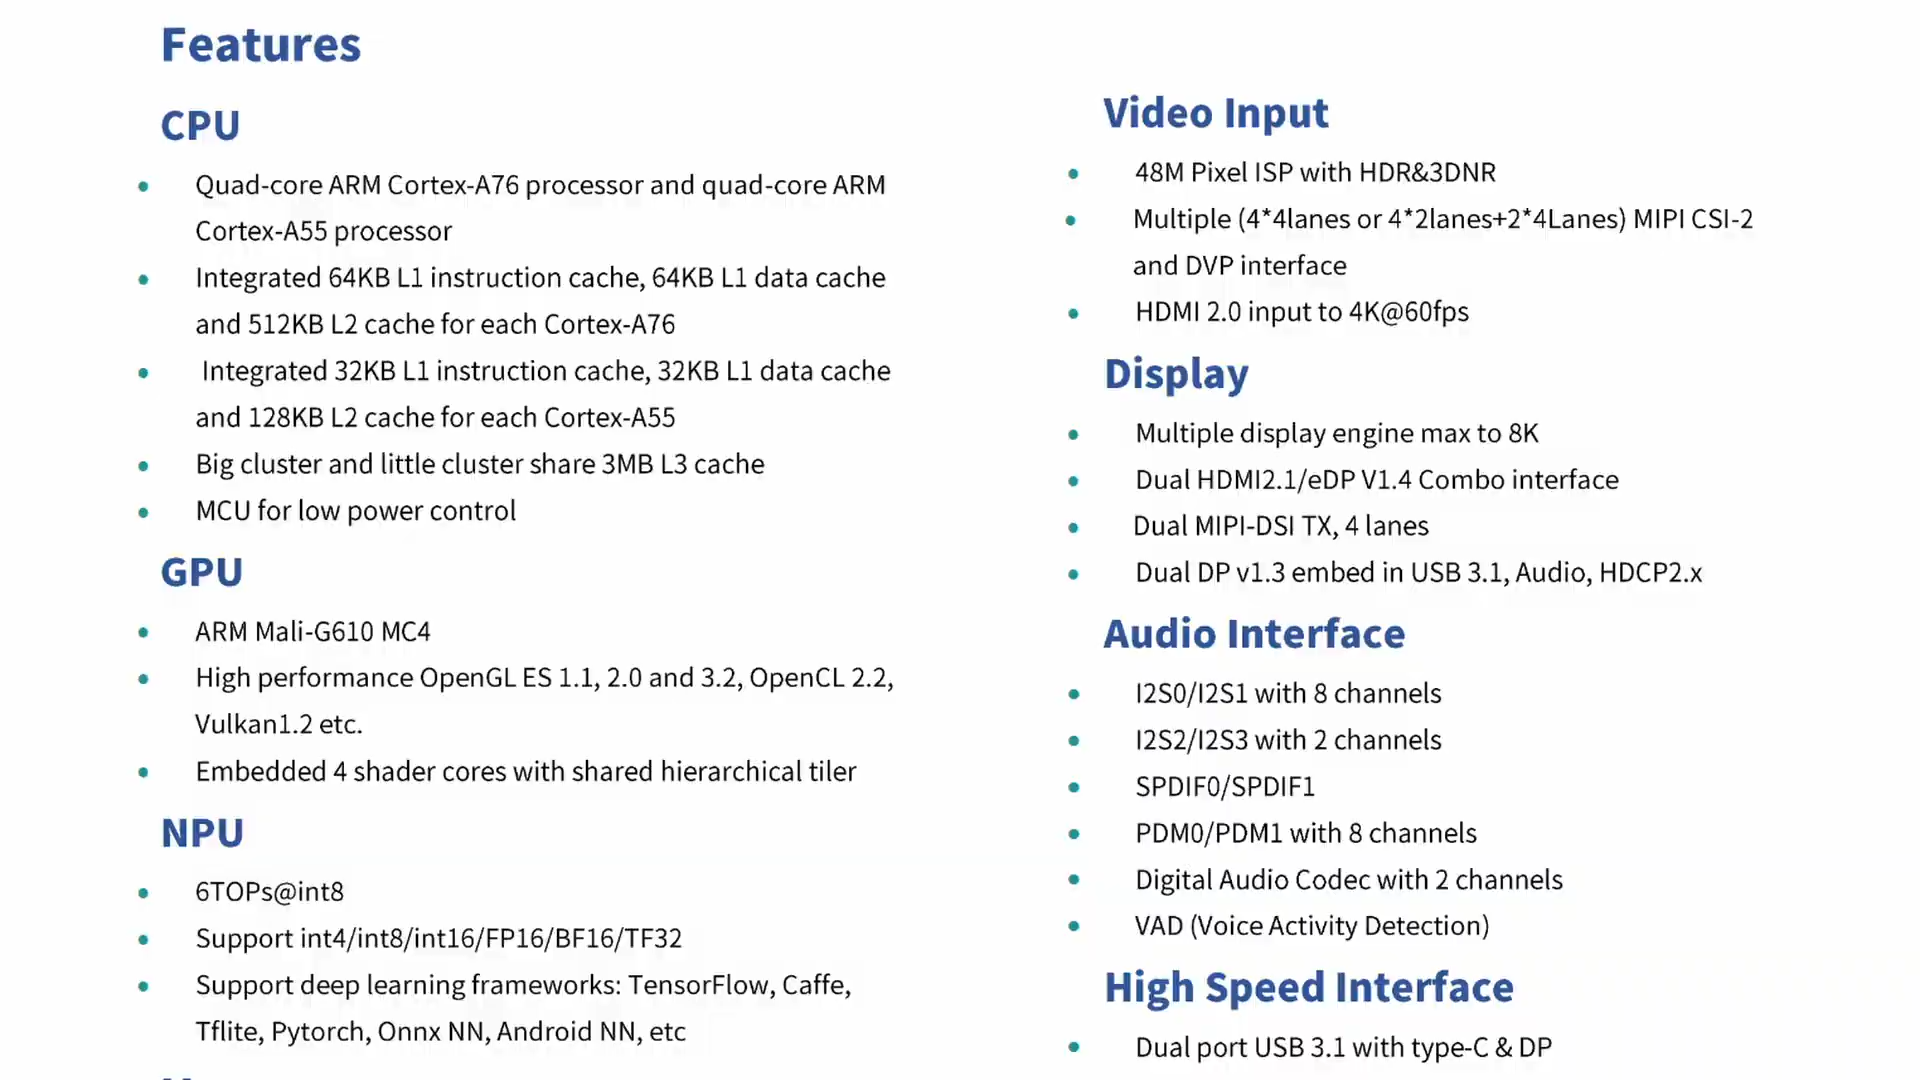 Features
CPU
Quad-core ARM Cortex-A76 processor and quad-core ARM
Cortex-A55 processor
Integrated 64KB L1 instruction cache, 64KB L1 data cache
and 512KB L2 cache for each Cortex-A76
Integrated 32KB L1 instruction cache, 32KB L1 data cache
and 128KB L2 cache for each Cortex-A55
Big cluster and little cluster share 3MB L3 cache
MCU for low power control
GPU
ARM Mali-G610 MC4
High performance OpenGL ES 1.1, 2.0 and 3.2, OpenCL 2.2,
Vulkan1.2 etc.
Embedded 4 shader cores with shared hierarchical tiler
NPU
6TOPs@int8
Support int4/int8/int16/FP16/BF16/TF32
Support deep learning frameworks: TensorFlow, Caffe,
Tflite, Pytorch, Onnx NN, Android NN, etc
Video Input
48M Pixel ISP with HDR&3DNR
Multiple (4*4lanes or 4*2lanes+2*4Lanes) MIPI CSI-2
and DVP interface
HDMI 2.0 input to 4K@60fps
Display
Multiple display engine max to 8K
Dual HDMI2.1/eDP V1.4 Combo interface
Dual MIPI-DSI TX, 4 lanes
Dual DP v1.3 embed in USB 3.1, Audio, HDCP2.x
Audio Interface
I2S0/I2S1 with 8 channels
I2S2/I2S3 with 2 channels
SPDIF0/SPDIF1
PDM0/PDM1 with 8 channels
Digital Audio Codec with 2 channels
VAD (Voice Activity Detection)
High Speed Interface
Dual port USB 3.1 with type-C & DP